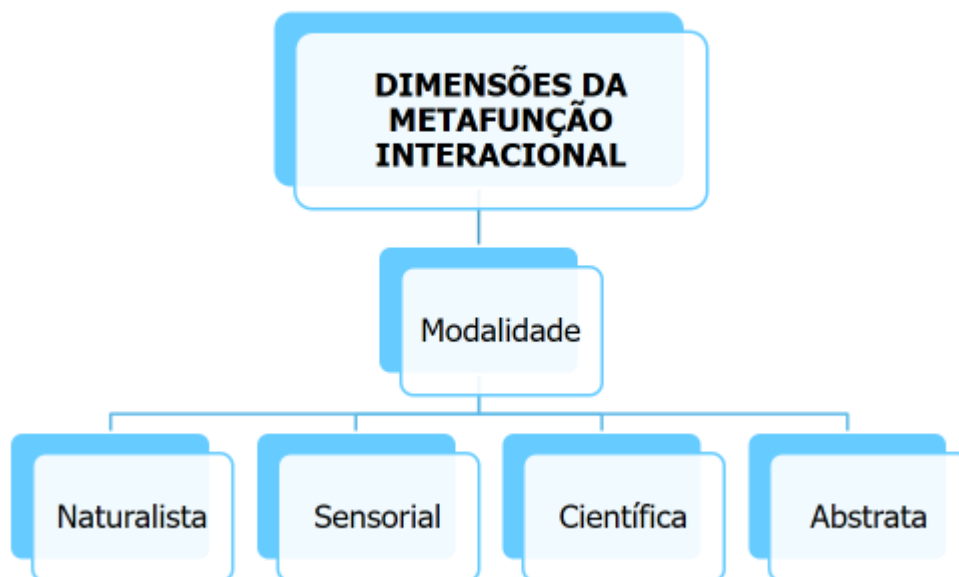 DIMENSÕES DA
METAFUNÇÃO
INTERACIONAL
Modalidade
Naturalista
Sensorial
Científica
Abstrata